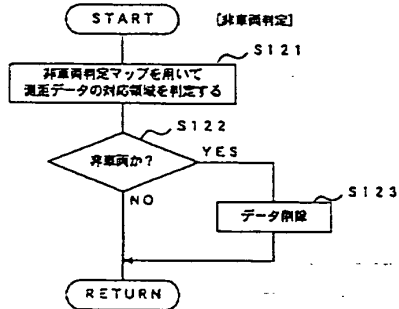 START
[非車両判定]
S121
非車両判定マップを用いて
測距データの対応領域を判定する
S122
非車両か?
YES
NO
S123
データ削除
RETURN